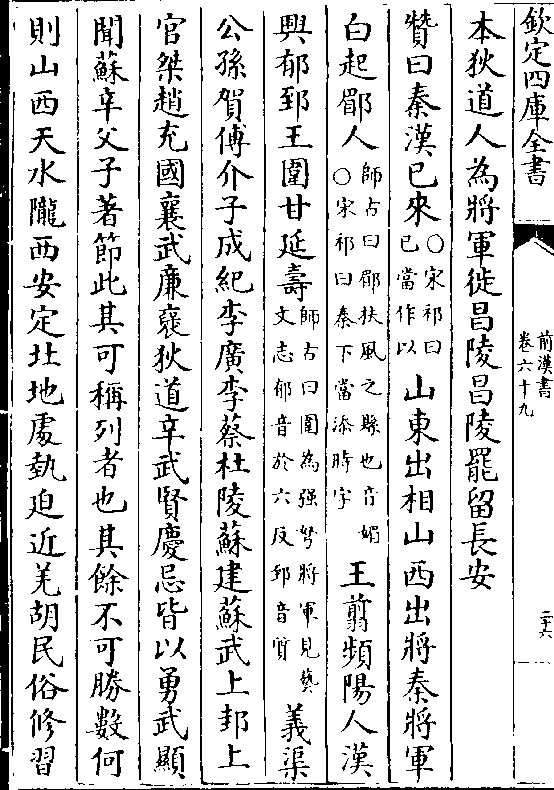 欽定四庫全書
前漢書
卷六十九
二十六
本狄道人為將軍徙昌陵昌陵罷留長安
贊曰秦漢已來〇宋祁曰已當作以山東出相山西出將秦將軍
白起郿人師古曰郿扶風之縣也音媚〇宋祁曰秦下當添時字王翦頻陽人漢
興郁郅王圍甘延壽師古曰圍為强弩將軍見藝文志郁音於六反郅音質義渠
公孫賀傅介子成紀李廣李蔡杜陵蘇建蘇武上邽上
官桀趙充國襄武廉襃狄道辛武賢慶忌皆以勇武顯
聞蘇辛父子著節此其可稱列者也其餘不可勝數何
則山西天水隴西安定北地處埶迫近羌胡民俗修習